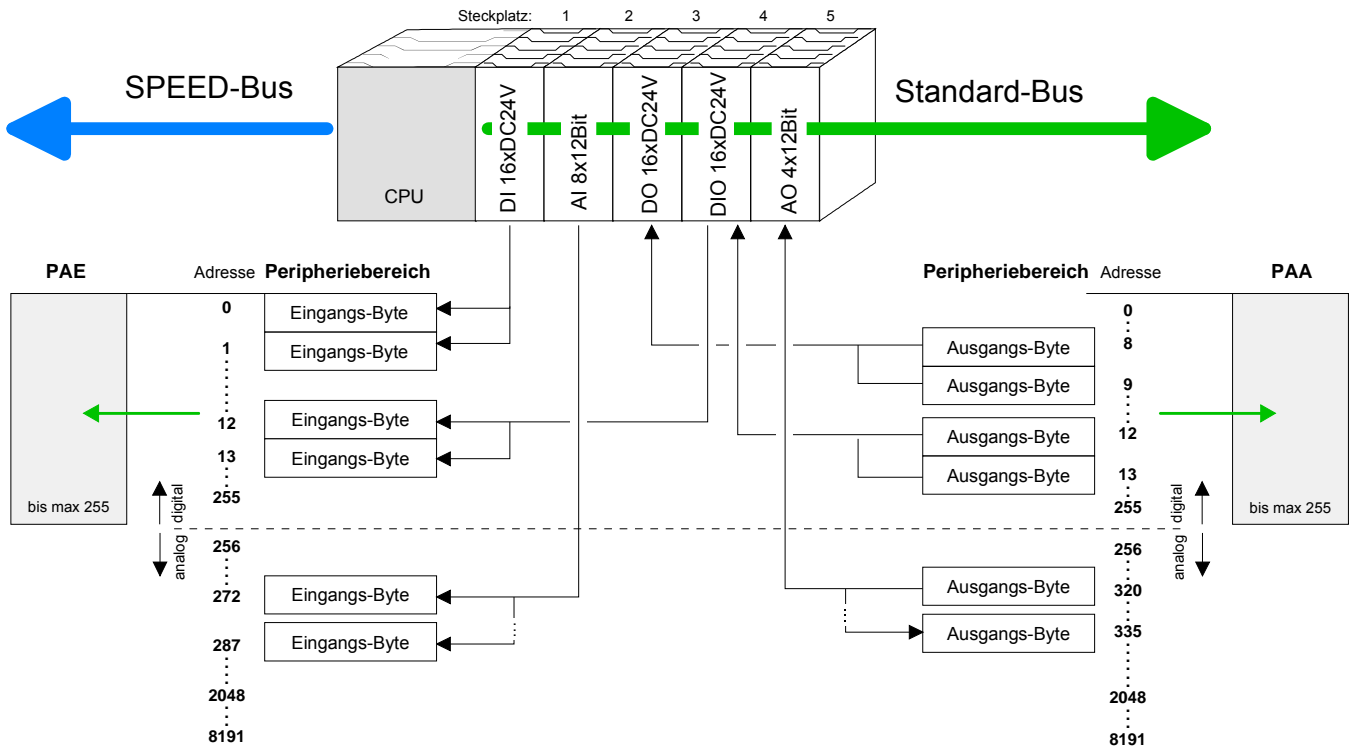 Steckplatz: 1 2 3 4 5
SPEED-Bus
Standard-Bus
CPU
DI 16xDC24V
AI 8x12Bit
DO 16xDC24V
DIO 16xDC24V
AO 4x12Bit
PAE
Adresse
Peripheriebereich
0
Eingangs-Byte
1
Eingangs-Byte
12
Eingangs-Byte
13
Eingangs-Byte
255
bis max 255
digital
analog
256
272
Eingangs-Byte
287
Eingangs-Byte
2048
8191
Peripheriebereich
Adresse
PAA
0
Ausgangs-Byte
8
Ausgangs-Byte
9
Ausgangs-Byte
12
Ausgangs-Byte
13
255
bis max 255
digital
analog
256
Ausgangs-Byte
320
Ausgangs-Byte
335
2048
8191